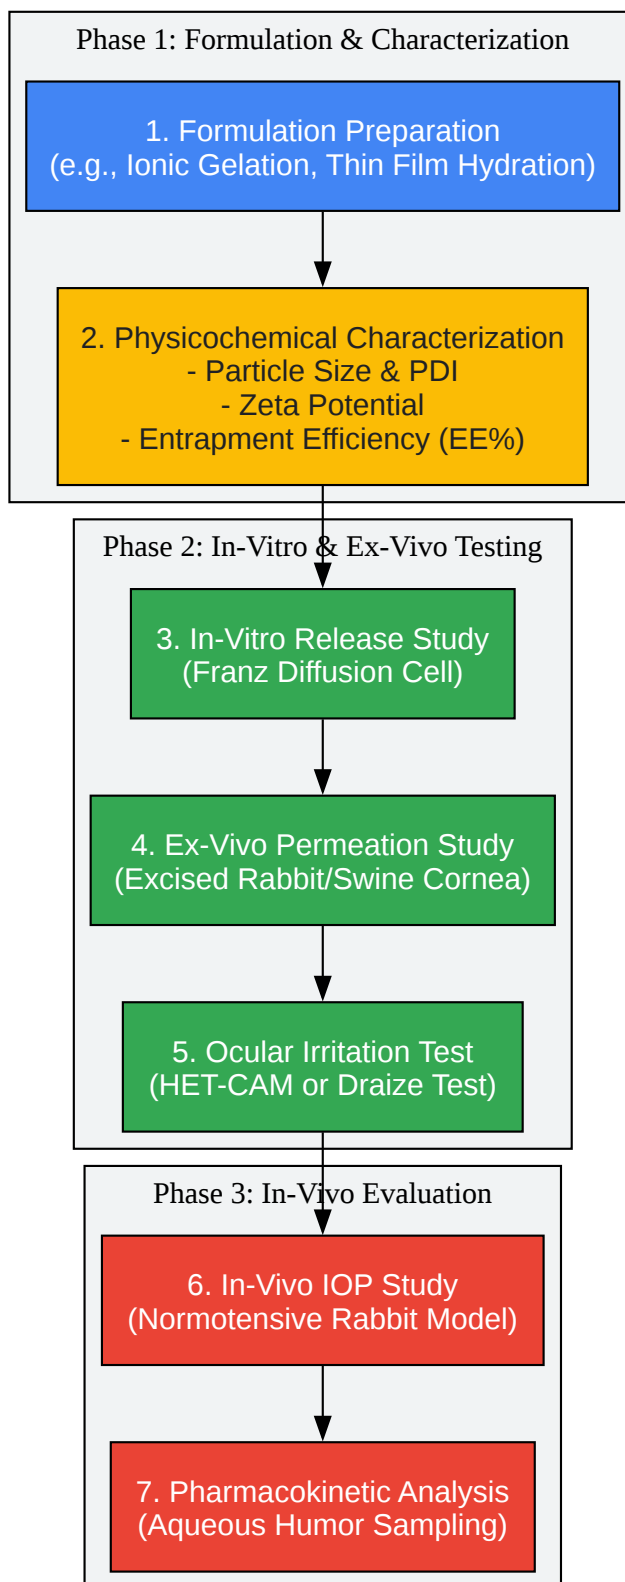 Phase 1: Formulation & Characterization
1. Formulation Preparation
(e.g., Ionic Gelation, Thin Film Hydration)
2. Physicochemical Characterization
- Particle Size & PDI
- Zeta Potential
- Entrapment Efficiency (EE%)
Phase 2: In-Vitro & Ex-Vivo Testing
3. In-Vitro Release Study
(Franz Diffusion Cell)
4. Ex-Vivo Permeation Study
(Excised Rabbit/Swine Cornea)
5. Ocular Irritation Test
(HET-CAM or Draize Test)
Phase 3: In-Vivo Evaluation
6. In-Vivo IOP Study
(Normotensive Rabbit Model)
7. Pharmacokinetic Analysis
(Aqueous Humor Sampling)